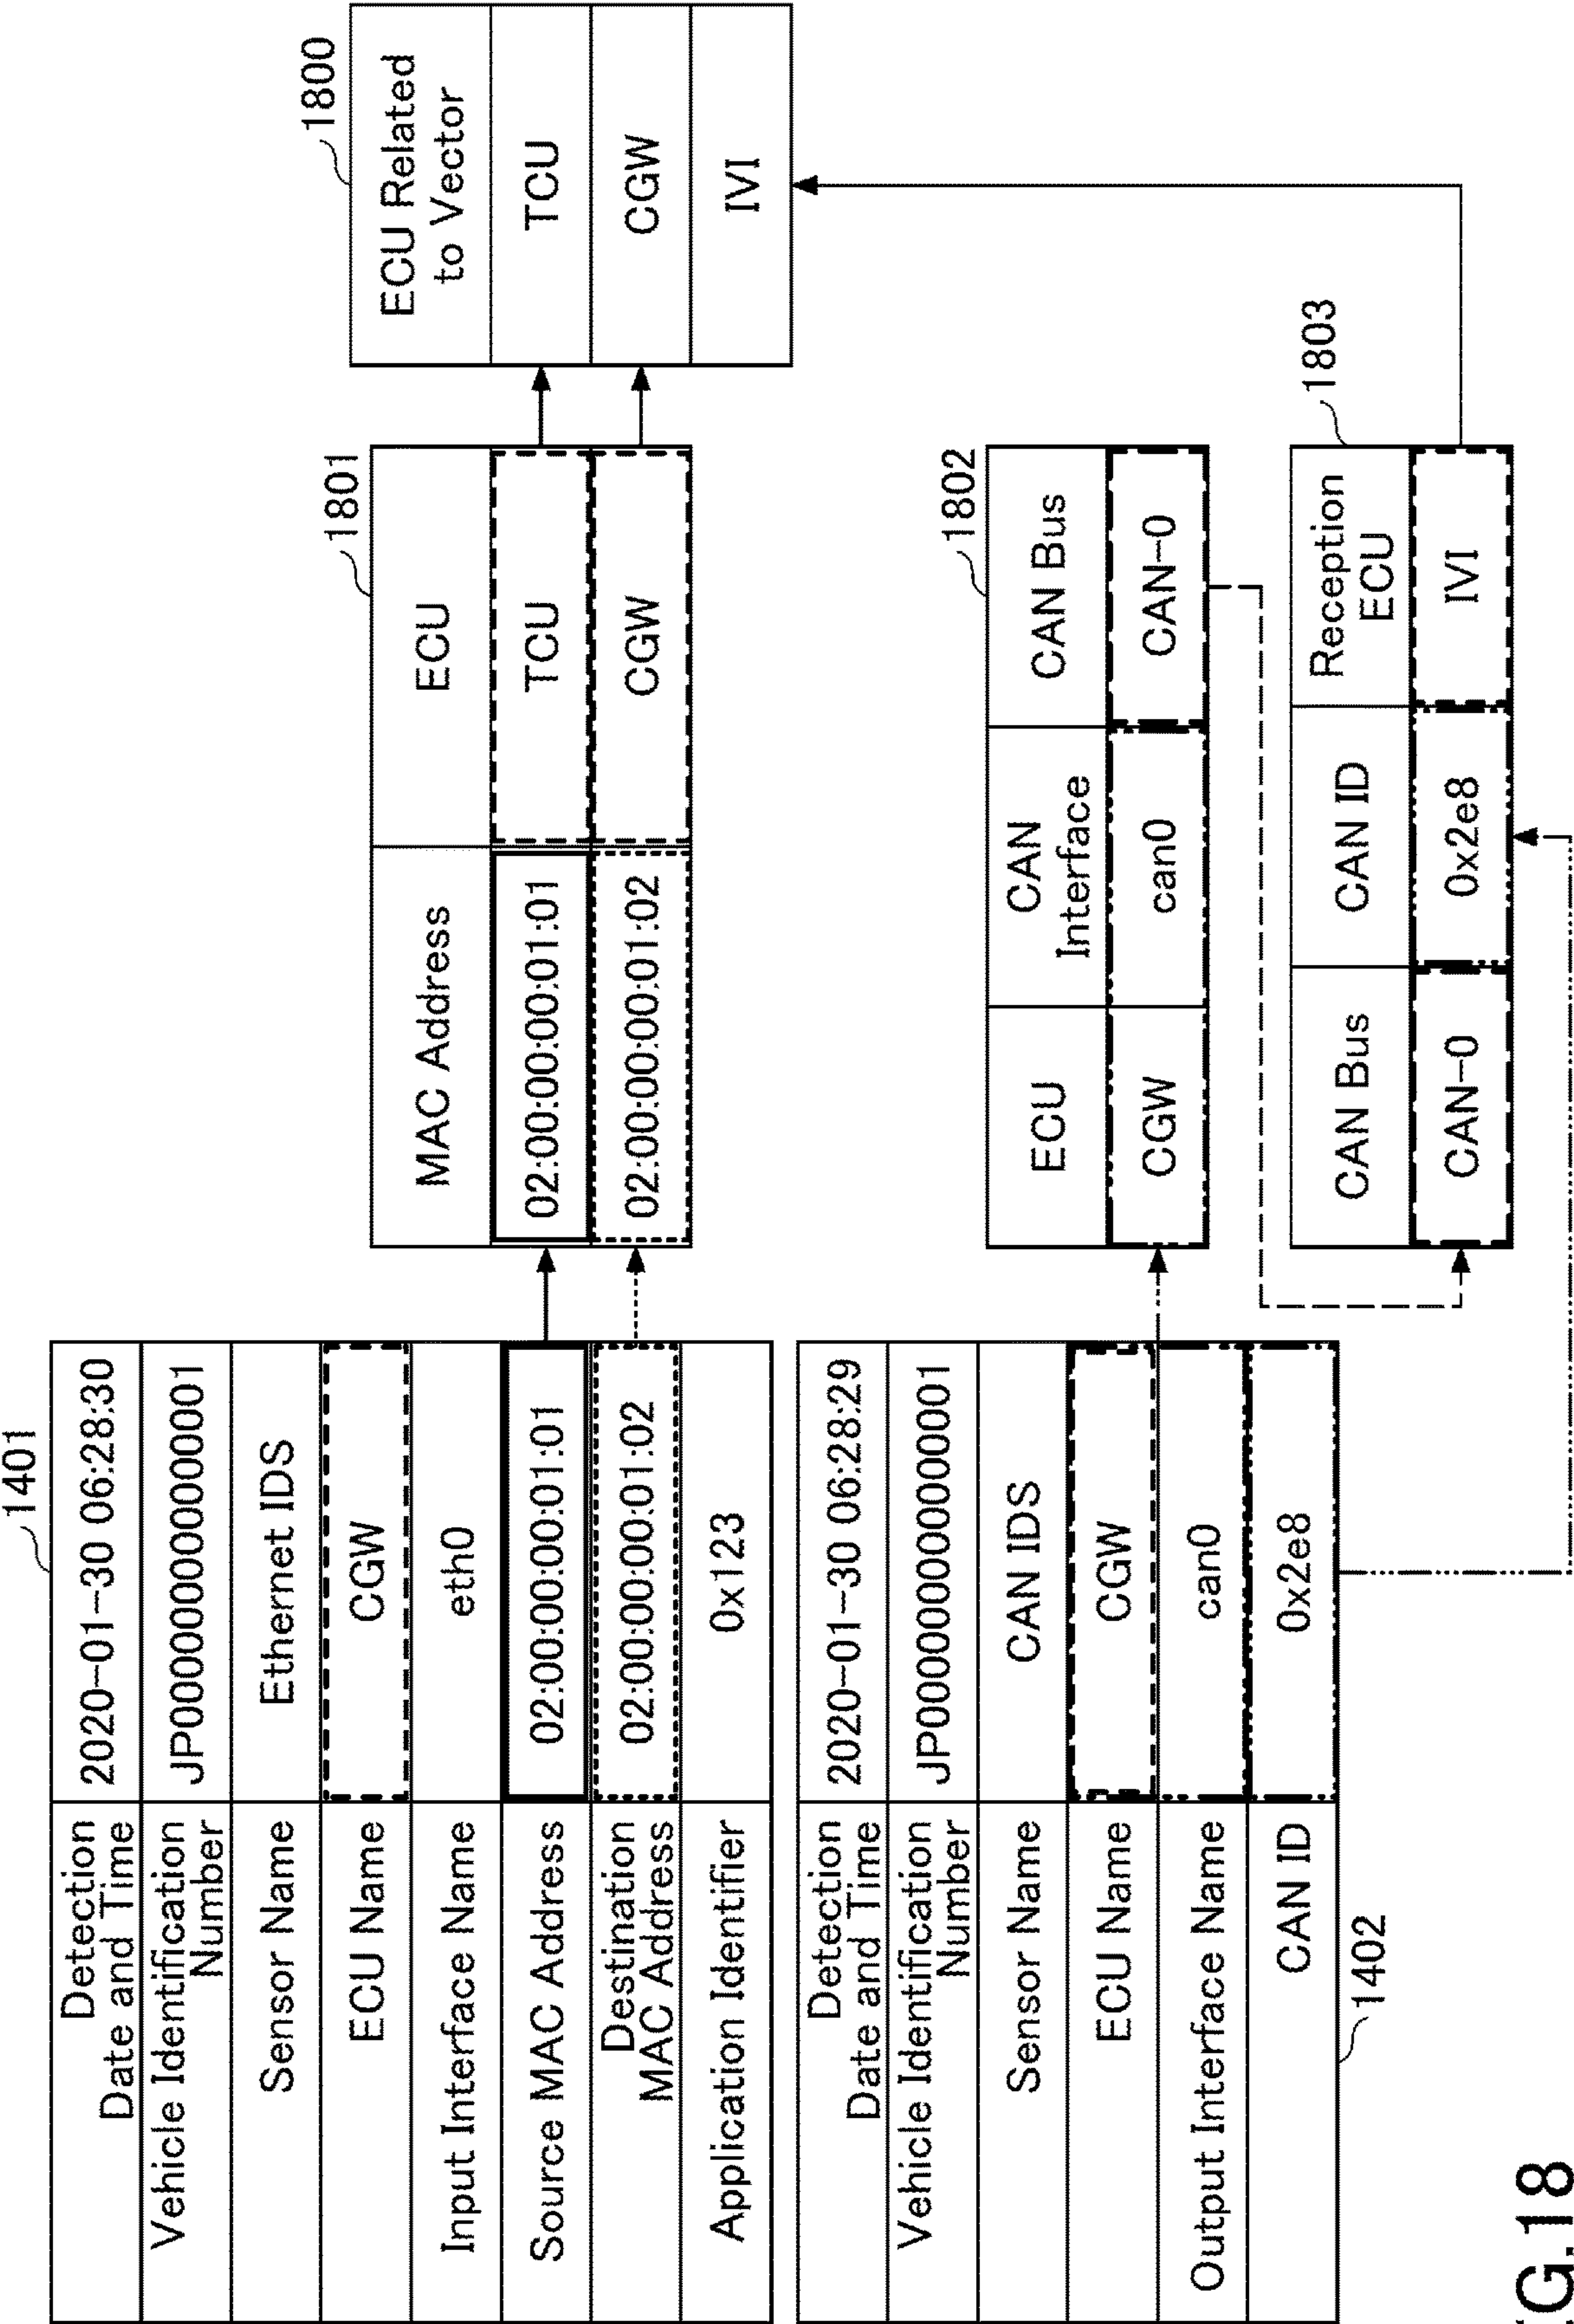 1401
Detection
Date and Time
2020-01-30 06:28:30
Vehicle Identification
Number
JP00000000000001
Sensor Name
Ethernet IDS
ECU Name
CGW
Input Interface Name
eth0
Source MAC Address
02:00:00:00:01:01
Destination
MAC Address
02:00:00:00:01:02
Application Identifier
0x123
Detection
Date and Time
2020-01-30 06:28:29
Vehicle Identification
Number
JP00000000000001
Sensor Name
CAN IDS
ECU Name
CGW
Output Interface Name
can0
CAN ID
0x2e8
1402
1801
MAC Address
ECU
02:00:00:00:01:01
TCU
02:00:00:00:01:02
CGW
1802
ECU
CAN
Interface
CAN Bus
CGW
can0
CAN-0
1803
CAN Bus
CAN ID
Reception
ECU
CAN-0
0x2e8
IVI
1800
ECU Related
to Vector
TCU
CGW
IVI
IG.18